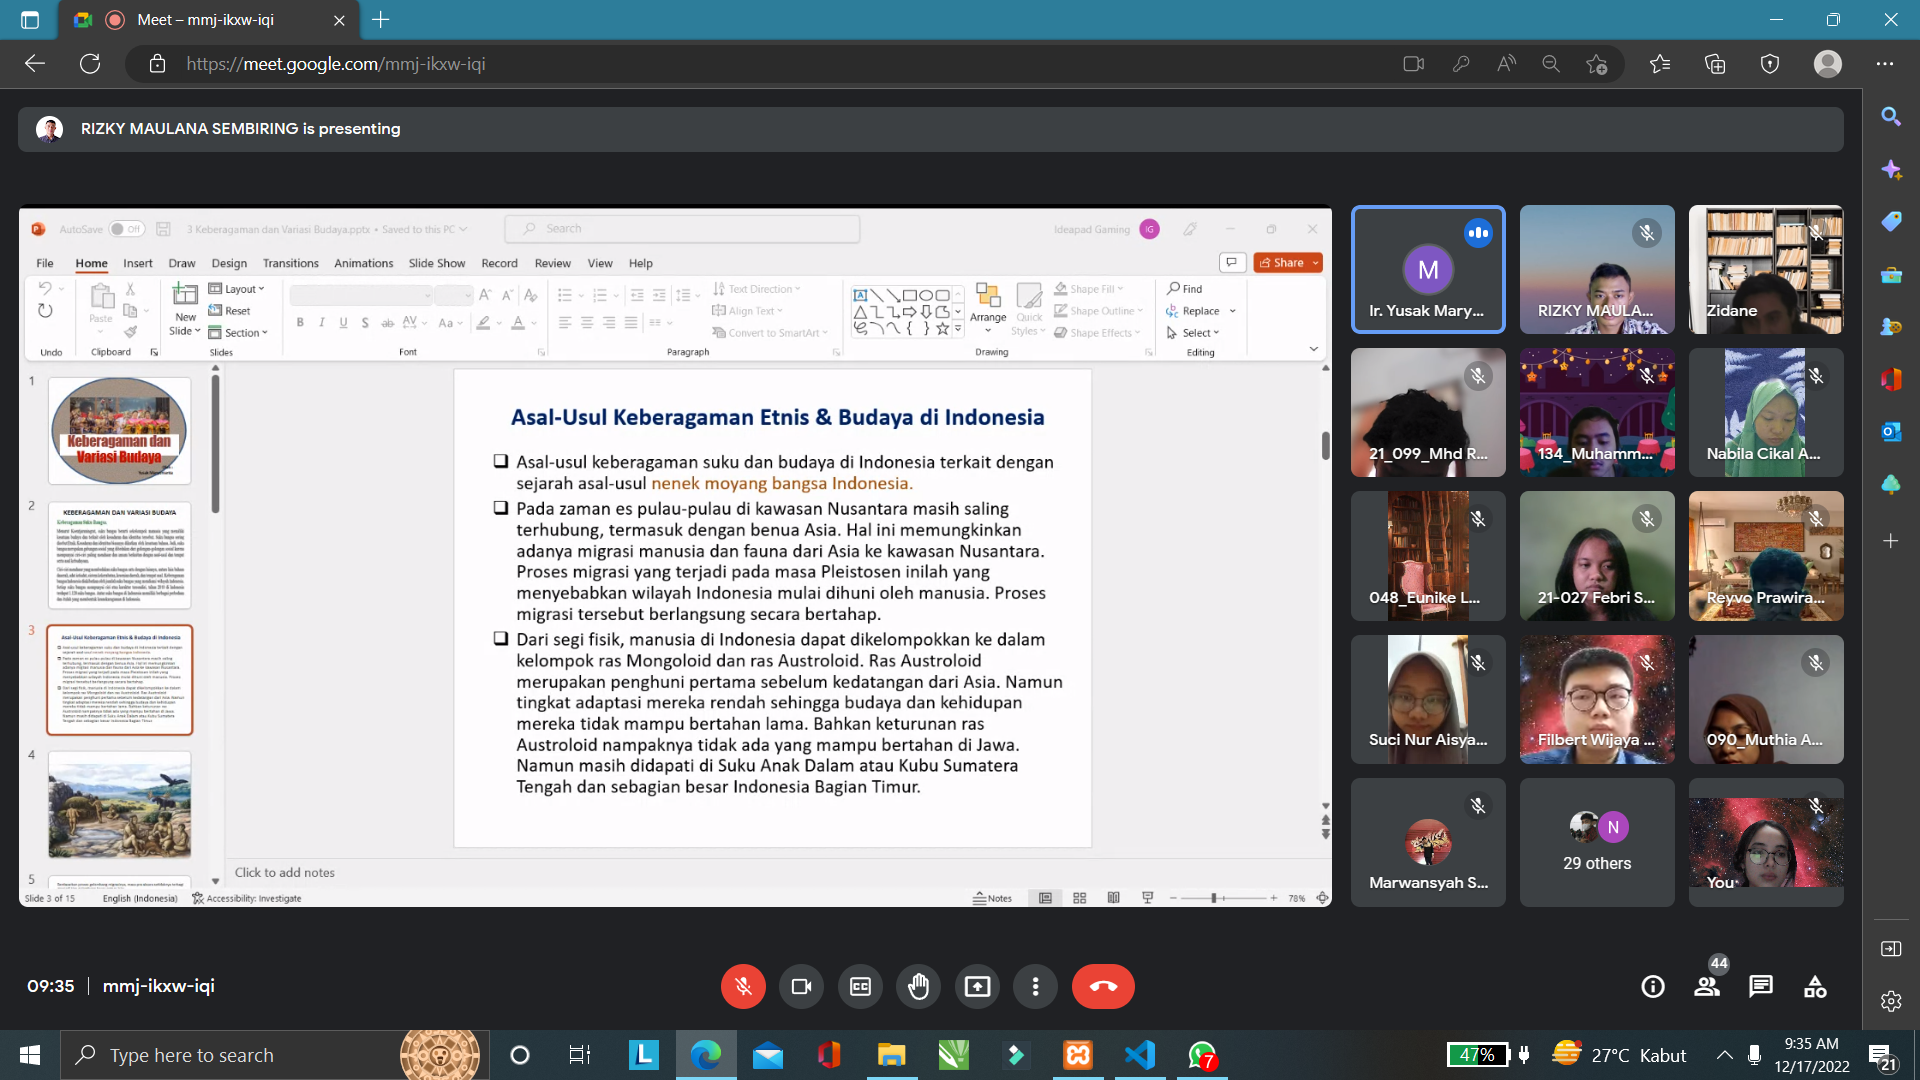 Meet – mmj-ikxw-iqi
https://meet.google.com/mmj-ikxw-iqi
RIZKY MAULANA SEMBIRING is presenting
AutoSave Off 3 Keberagaman dan Variasi Budaya.pptx • Saved to this PC
Search
Ideapad Gaming IG
File Home Insert Draw Design Transitions Animations Slide Show Record Review View Help
Share
Paste
New
Slide
Layout
Reset
Section
Text Direction
Align Text
Convert to SmartArt
Arrange
Quick
Styles
Shape Fill
Shape Outline
Shape Effects
Find
Replace
Select
Undo Clipboard Slides Font Paragraph Drawing Editing
1
Keberagaman dan
Variasi Budaya
2
KEBERAGAMAN DAN VARIASI BUDAYA
3
Asal-Usul Keberagaman Etnis & Budaya di Indonesia
4
5
Asal-Usul Keberagaman Etnis & Budaya di Indonesia
❑ Asal-usul keberagaman suku dan budaya di Indonesia terkait dengan
sejarah asal-usul nenek moyang bangsa Indonesia.
❑ Pada zaman es pulau-pulau di kawasan Nusantara masih saling
terhubung, termasuk dengan benua Asia. Hal ini memungkinkan
adanya migrasi manusia dan fauna dari Asia ke kawasan Nusantara.
Proses migrasi yang terjadi pada masa Pleistosen inilah yang
menyebabkan wilayah Indonesia mulai dihuni oleh manusia. Proses
migrasi tersebut berlangsung secara bertahap.
❑ Dari segi fisik, manusia di Indonesia dapat dikelompokkan ke dalam
kelompok ras Mongoloid dan ras Austroloid. Ras Austroloid
merupakan penghuni pertama sebelum kedatangan dari Asia. Namun
tingkat adaptasi mereka rendah sehingga budaya dan kehidupan
mereka tidak mampu bertahan lama. Bahkan keturunan ras
Austroloid nampaknya tidak ada yang mampu bertahan di Jawa.
Namun masih didapati di Suku Anak Dalam atau Kubu Sumatera
Tengah dan sebagian besar Indonesia Bagian Timur.
Click to add notes
Slide 3 of 15 English (Indonesia) Accessibility: Investigate Notes 78%
M
Ir. Yusak Mary...
RIZKY MAULA...
Zidane
21_099_Mhd R...
134_Muhamm...
Nabila Cikal A...
048_Eunike L...
21-027 Febri S...
Reyvo Prawira...
Suci Nur Aisya...
Filbert Wijaya ...
090_Muthia A...
Marwansyah S...
N
29 others
You
09:35 mmj-ikxw-iqi
44
Type here to search
7
47%
27°C Kabut
9:35 AM
12/17/2022
21